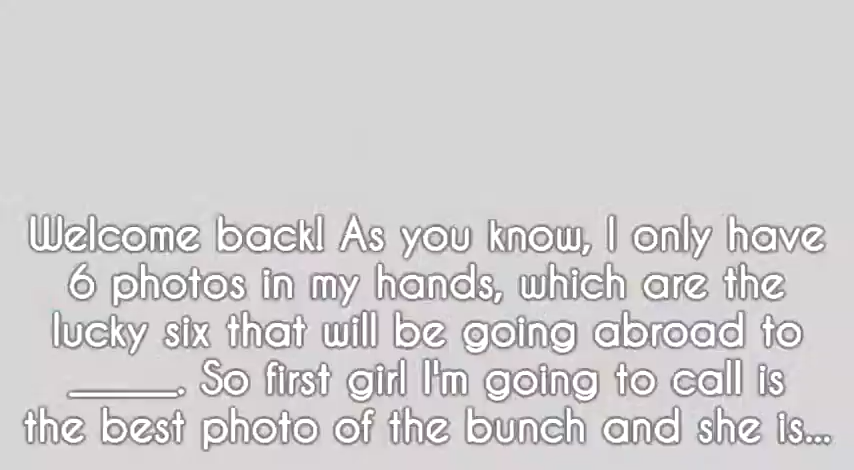 Welcome back! As you know, I only have
6 photos in my hands, which are the
lucky six that will be going abroad to
_____. So first girl I'm going to call is
the best photo of the bunch and she is...